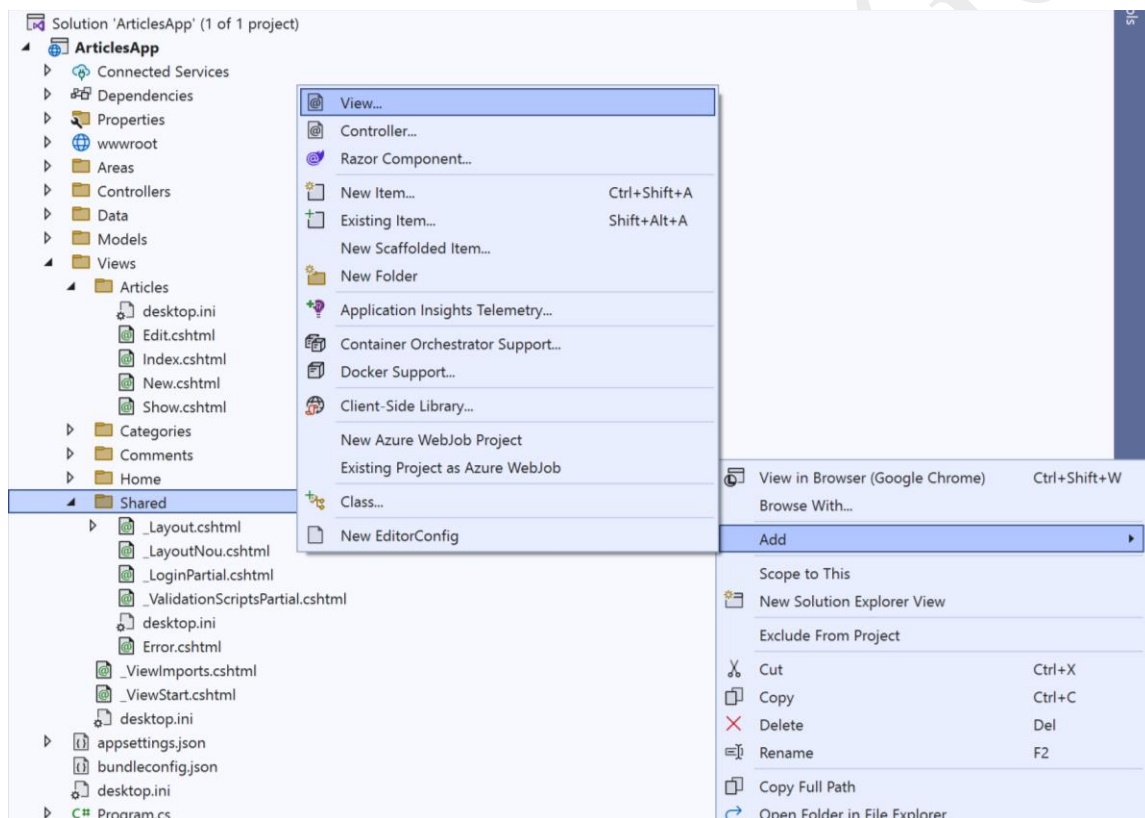 Solution 'ArticlesApp' (1 of 1 project)
ArticlesApp
Connected Services
Dependencies
Properties
wwwroot
Areas
Controllers
Data
Models
Views
Articles
desktop.ini
Edit.cshtml
Index.cshtml
New.cshtml
Show.cshtml
Categories
Comments
Home
Shared
_Layout.cshtml
_LayoutNou.cshtml
_LoginPartial.cshtml
_ValidationScriptsPartial.cshtml
desktop.ini
Error.cshtml
_ViewImports.cshtml
_ViewStart.cshtml
desktop.ini
appsettings.json
bundleconfig.json
desktop.ini
C# Program.cs
View...
Controller...
Razor Component...
New Item... Ctrl+Shift+A
Existing Item... Shift+Alt+A
New Scaffolded Item...
New Folder
Application Insights Telemetry...
Container Orchestrator Support...
Docker Support...
Client-Side Library...
New Azure WebJob Project
Existing Project as Azure WebJob
Class...
New EditorConfig
View in Browser (Google Chrome) Ctrl+Shift+W
Browse With...
Add
Scope to This
New Solution Explorer View
Exclude From Project
Cut Ctrl+X
Copy Ctrl+C
Delete Del
Rename F2
Copy Full Path
Open Folder in File Explorer